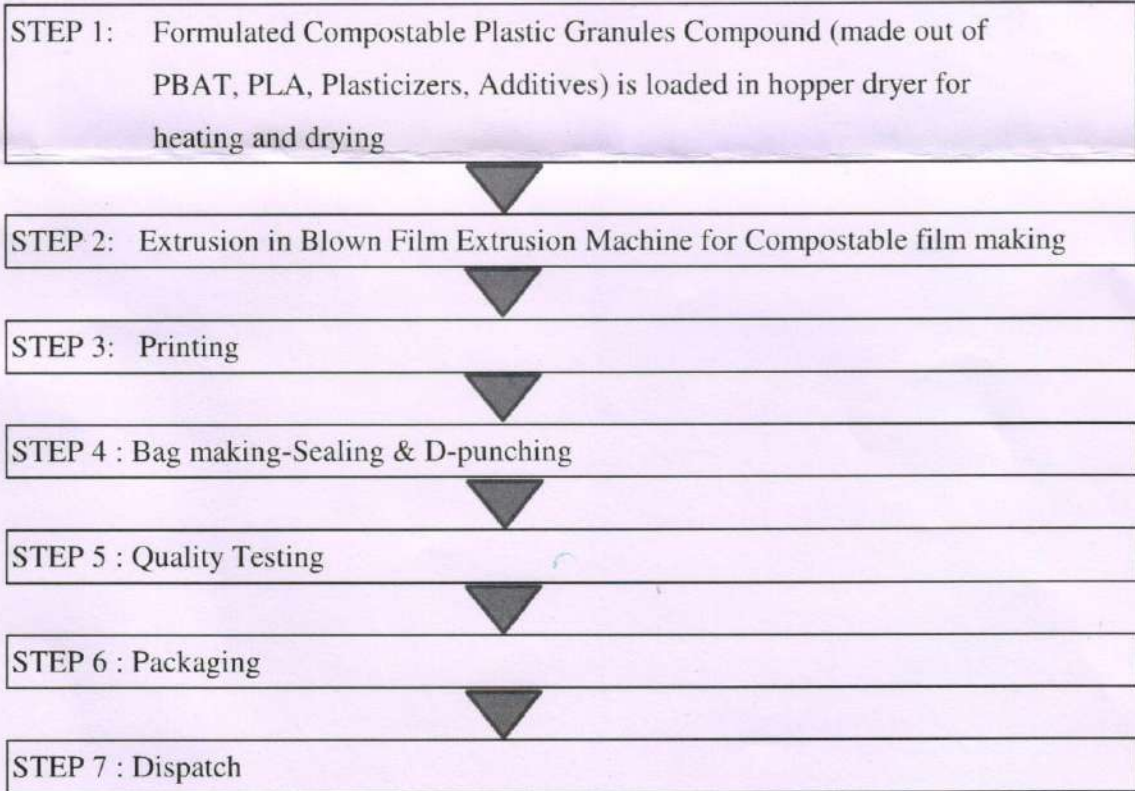 STEP 1: Formulated Compostable Plastic Granules Compound (made out of
PBAT, PLA, Plasticizers, Additives) is loaded in hopper dryer for
heating and drying
STEP 2: Extrusion in Blown Film Extrusion Machine for Compostable film making
STEP 3: Printing
STEP 4 : Bag making-Sealing & D-punching
STEP 5 : Quality Testing
STEP 6 : Packaging
STEP 7 : Dispatch